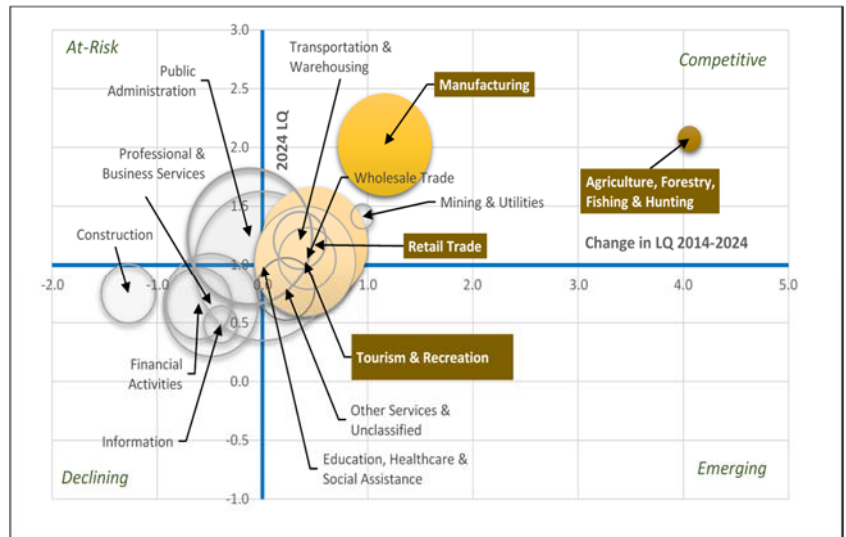 3.0
At-Risk
Transportation &
Warehousing
Competitive
Public
Administration
2.5
Manufacturing
2024 LQ
2.0
Professional &
Business Services
Wholesale Trade
Agriculture, Forestry,
Fishing & Hunting
1.5
Mining & Utilities
Construction
Retail Trade
Change in LQ 2014-2024
1.0
-2.0
-1.0
0.0
1.0
2.0
3.0
4.0
5.0
0.5
Tourism & Recreation
Financial
Activities
0.0
Other Services &
Unclassified
Information
-0.5
Education, Healthcare &
Social Assistance
Declining
Emerging
-1.0